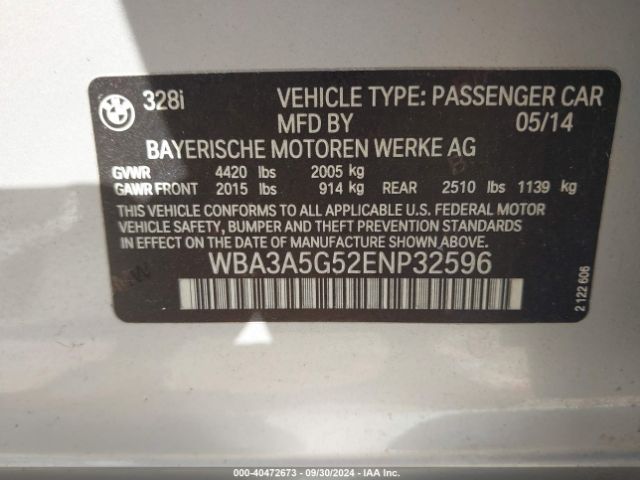 328i VEHICLE TYPE: PASSENGER CAR
MFD BY 05/14
BAYERISCHE MOTOREN WERKE AG
GVWR 4420 lbs 2005 kg
GAWR FRONT 2015 lbs 914 kg REAR 2510 lbs 1139 kg
THIS VEHICLE CONFORMS TO ALL APPLICABLE U.S. FEDERAL MOTOR
VEHICLE SAFETY, BUMPER AND THEFT PREVENTION STANDARDS
IN EFFECT ON THE DATE OF MANUFACTURE SHOWN ABOVE.
WBA3A5G52ENP32596
2 122 606
000-40472673 - 09/30/2024 - IAA Inc.